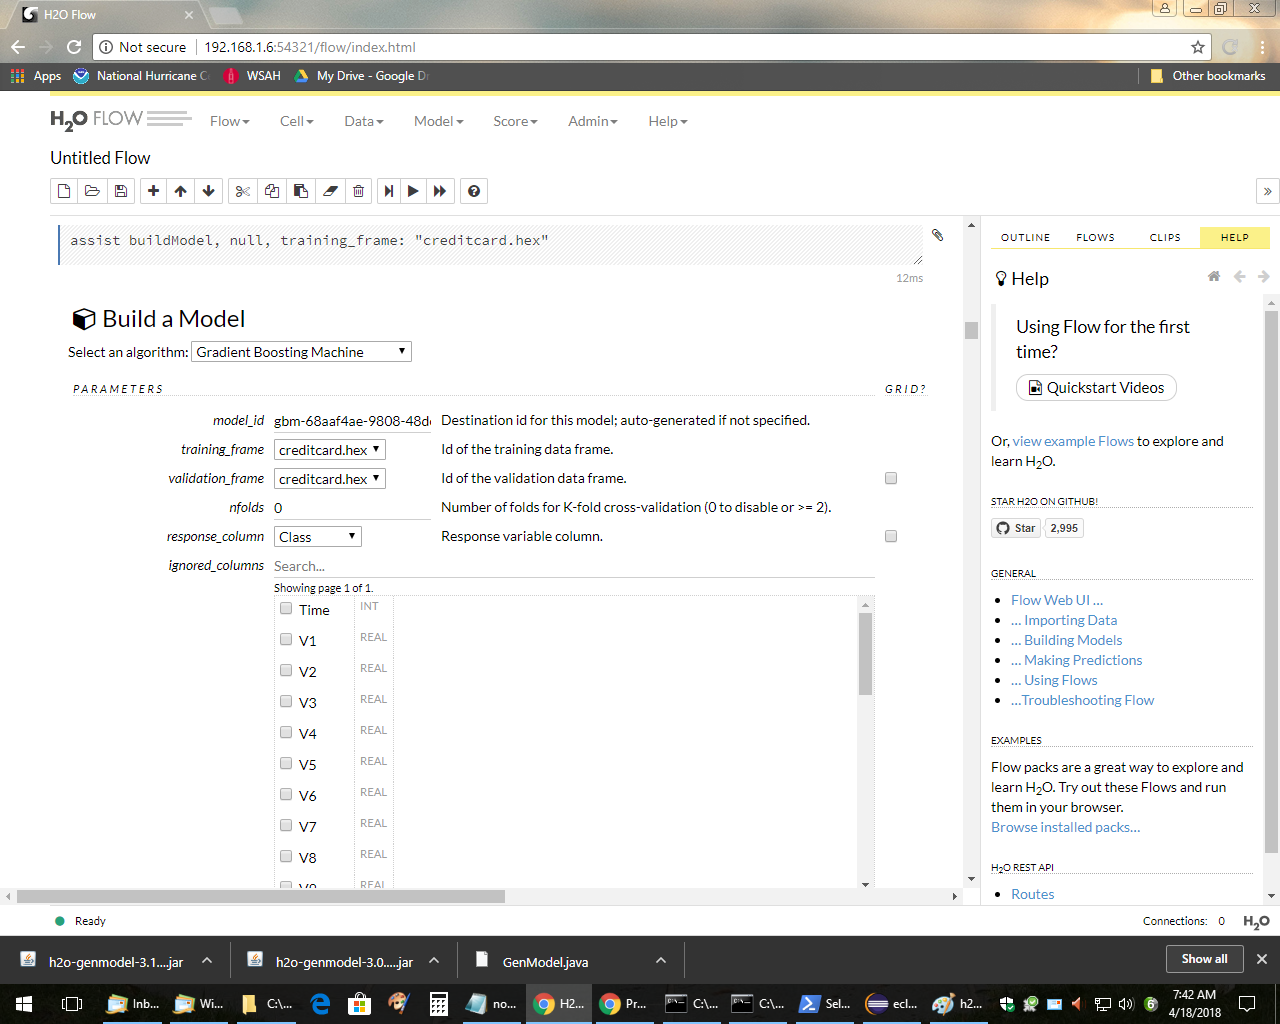 H2O Flow
Not secure 192.168.1.6:54321/flow/index.html
Apps National Hurricane C WSAH My Drive - Google Dr Other bookmarks
H2O FLOW Flow Cell Data Model Score Admin Help
Untitled Flow
assist buildModel, null, training_frame: "creditcard.hex"
12ms
Build a Model
Select an algorithm: Gradient Boosting Machine
PARAMETERS GRID?
model_id gbm-68aaf4ae-9808-48d Destination id for this model; auto-generated if not specified.
training_frame creditcard.hex Id of the training data frame.
validation_frame creditcard.hex Id of the validation data frame.
nfolds 0 Number of folds for K-fold cross-validation (0 to disable or >= 2).
response_column Class Response variable column.
ignored_columns Search...
Showing page 1 of 1.
Time INT
V1 REAL
V2 REAL
V3 REAL
V4 REAL
V5 REAL
V6 REAL
V7 REAL
V8 REAL
V9 REAL
OUTLINE FLOWS CLIPS HELP
Help
Using Flow for the first
time?
Quickstart Videos
Or, view example Flows to explore and
learn H2O.
STAR H2O ON GITHUB!
Star 2,995
GENERAL
Flow Web UI ...
... Importing Data
... Building Models
... Making Predictions
... Using Flows
...Troubleshooting Flow
EXAMPLES
Flow packs are a great way to explore and
learn H2O. Try out these Flows and run
them in your browser.
Browse installed packs...
H2O REST API
Routes
Ready Connections: 0 H2O
h2o-genmodel-3.1....jar h2o-genmodel-3.0.....jar GenModel.java Show all
Inb... Wi... C:\... no... H2... Pr... C:\... C:\... Sel... ecl... h2... 6 7:42 AM
4/18/2018